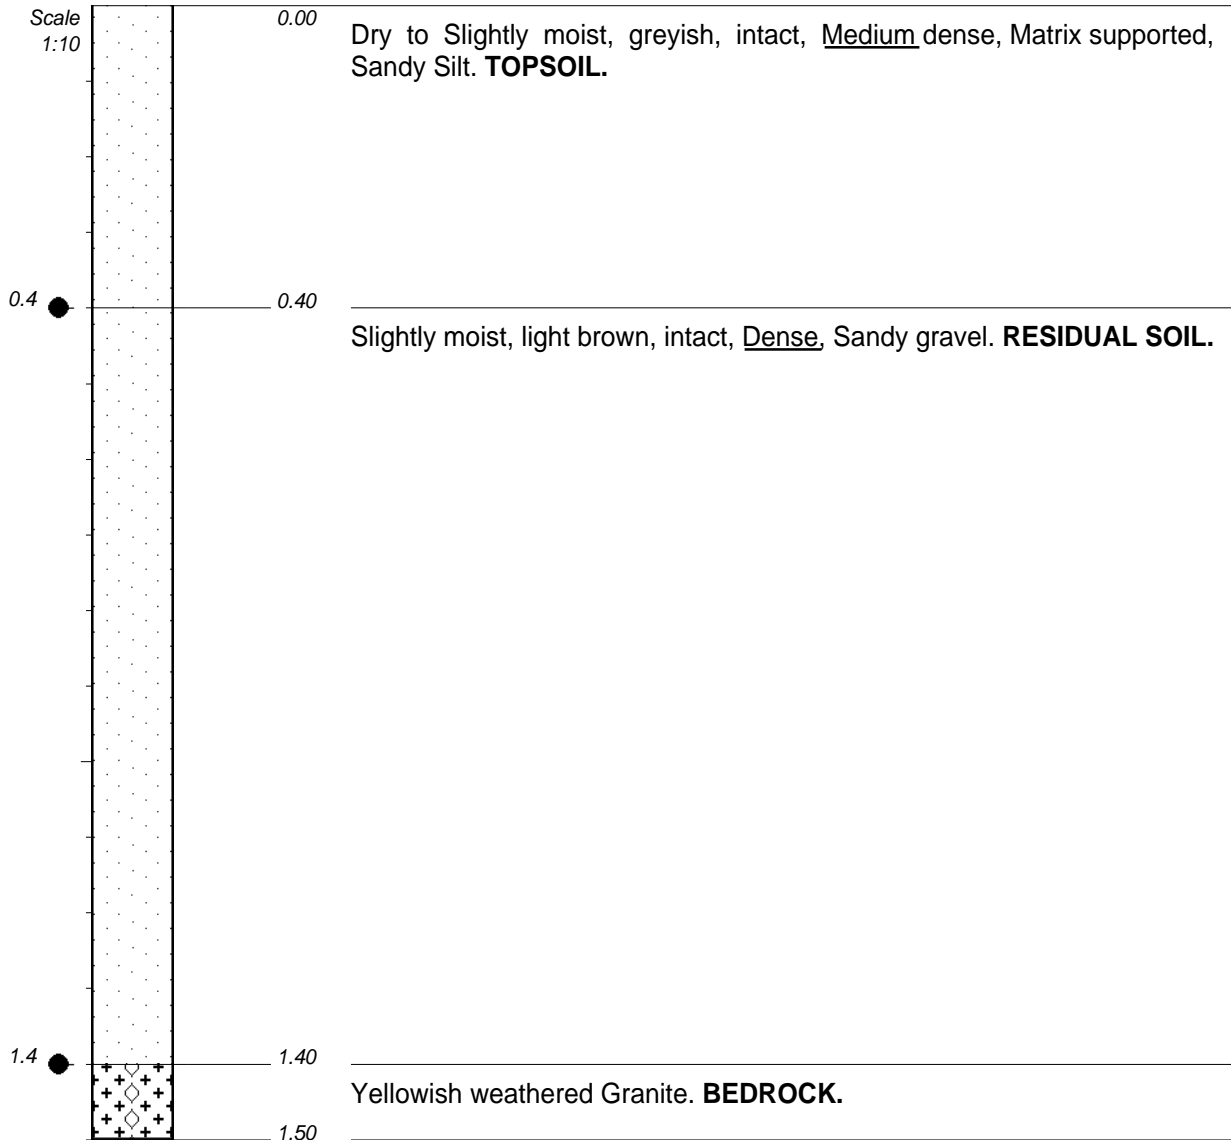 Scale
1:10
0.00
Dry to Slightly moist, greyish, intact, Medium dense, Matrix supported,
Sandy Silt. TOPSOIL.
0.4
0.40
Slightly moist, light brown, intact, Dense, Sandy gravel. RESIDUAL SOIL.
1.4
1.40
Yellowish weathered Granite. BEDROCK.
1.50